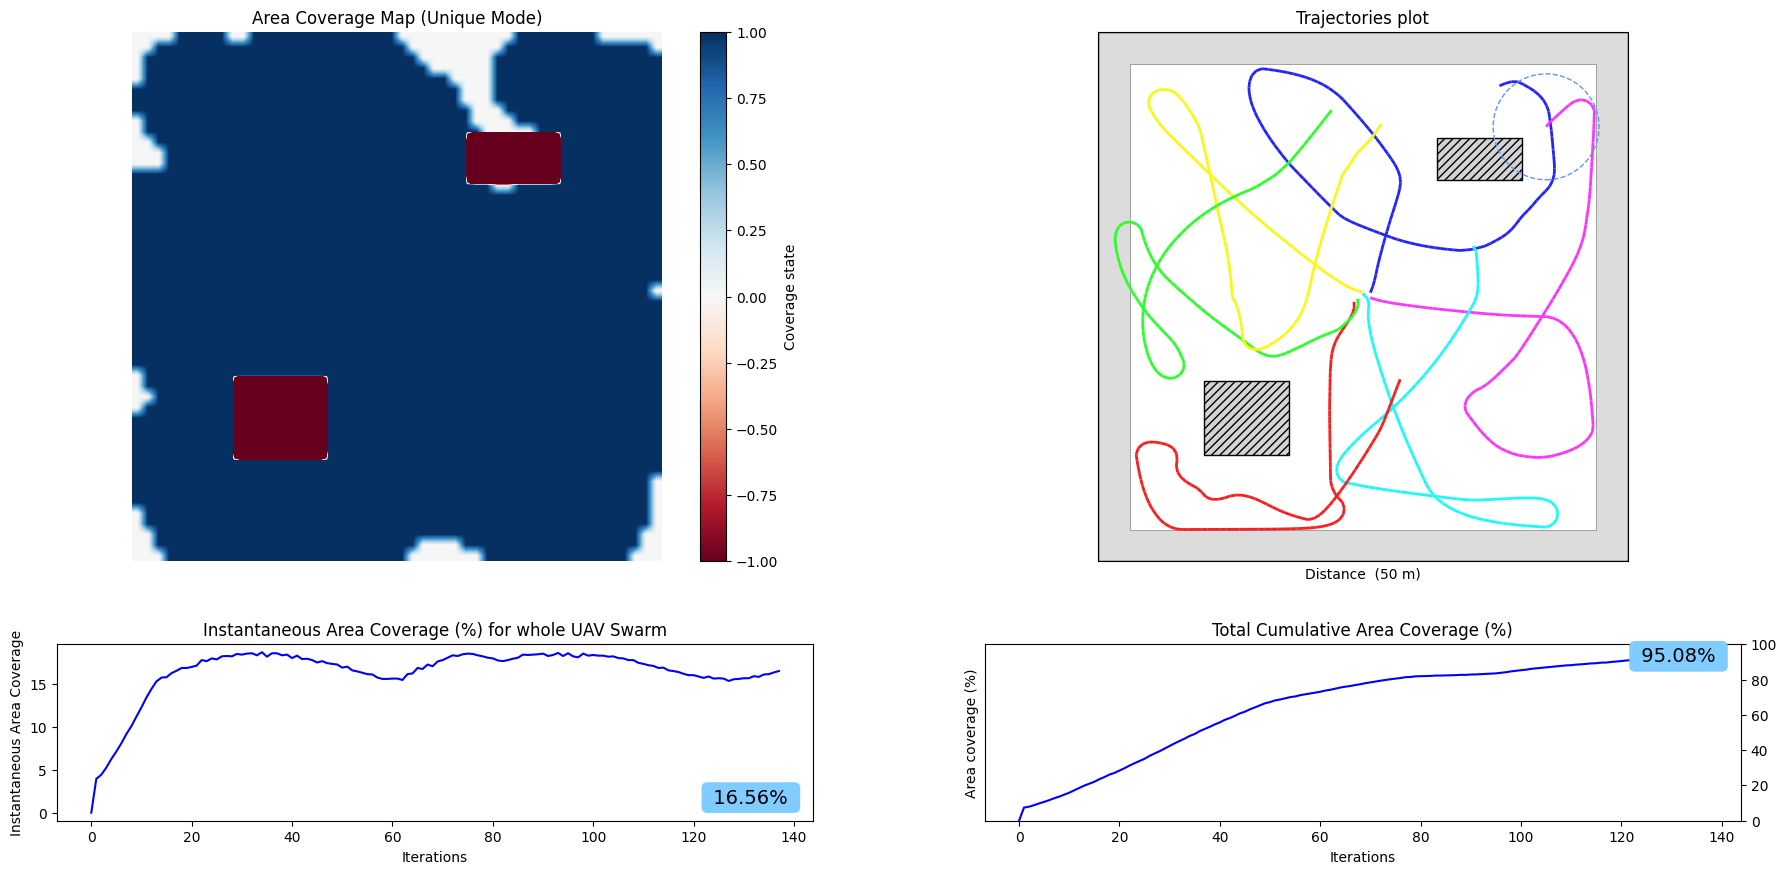 Area Coverage Map (Unique Mode)
1.00
0.75
0.50
0.25
0.00
−0.25
−0.50
−0.75
−1.00
Coverage state
Trajectories plot
Distance  (50 m)
Instantaneous Area Coverage (%) for whole UAV Swarm
Instantaneous Area Coverage
15
10
5
0
16.56%
0 20 40 60 80 100 120 140
Iterations
Total Cumulative Area Coverage (%)
Area coverage (%)
95.08%
100
80
60
40
20
0
0 20 40 60 80 100 120 140
Iterations